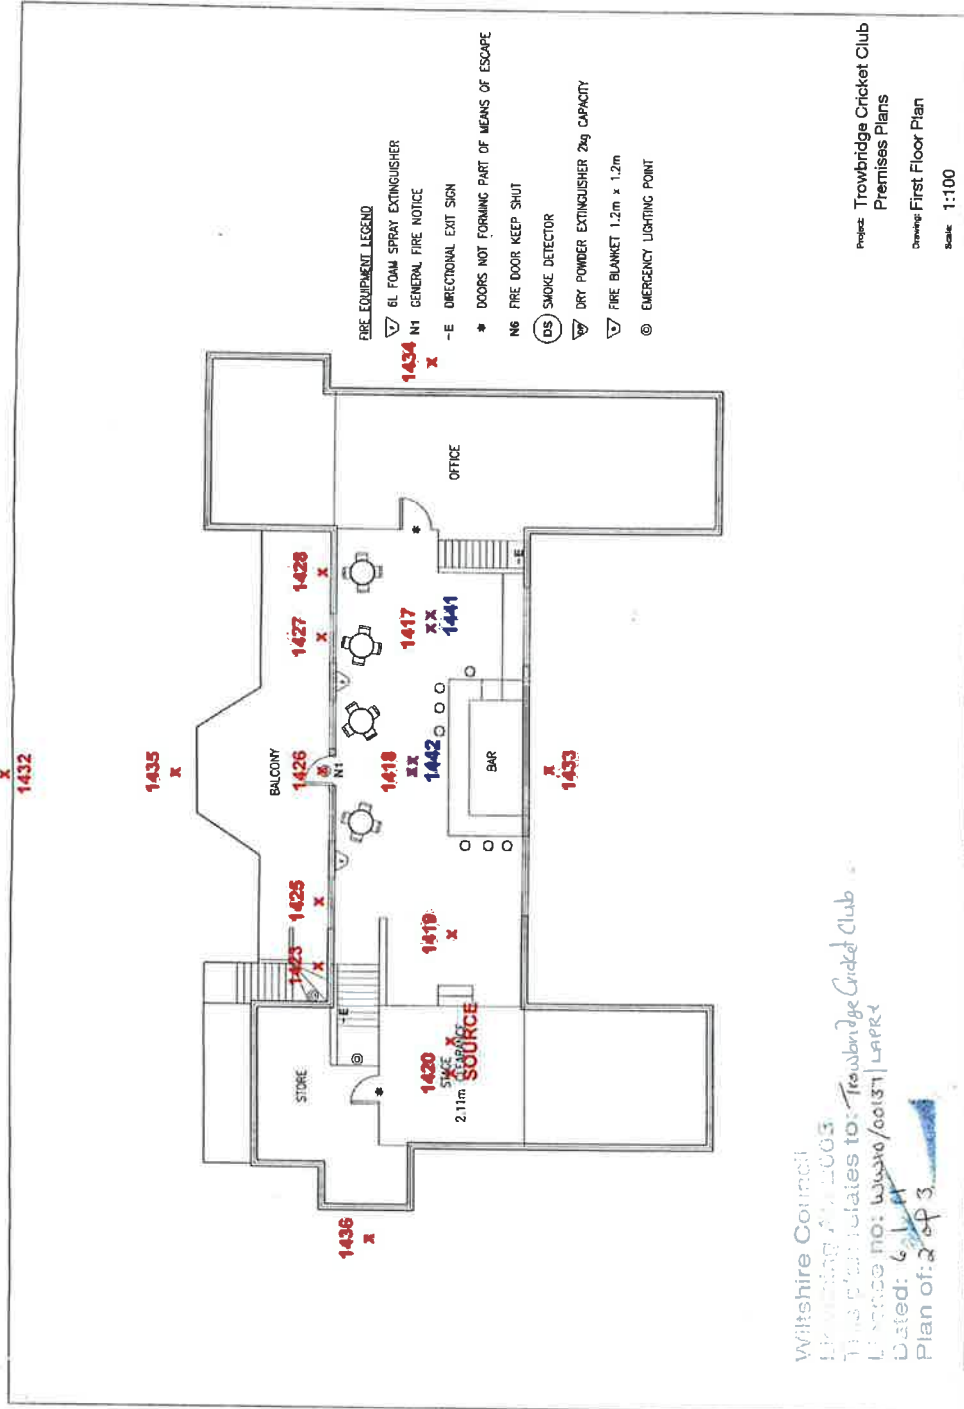 1432
1435
BALCONY
1423
1425
1426
N1
1427
1428
STORE
-E
1436
1420
STAGE
2.11m CLEARANCE
SOURCE
1419
1418
1442
1417
1441
BAR
1433
-E
OFFICE
1434
FIRE EQUIPMENT LEGEND
6L FOAM SPRAY EXTINGUISHER
N1 GENERAL FIRE NOTICE
-E DIRECTIONAL EXIT SIGN
* DOORS NOT FORMING PART OF MEANS OF ESCAPE
N6 FIRE DOOR KEEP SHUT
DS SMOKE DETECTOR
DRY POWDER EXTINGUISHER 2kg CAPACITY
FIRE BLANKET 1.2m x 1.2m
EMERGENCY LIGHTING POINT
Project: Trowbridge Cricket Club
Premises Plans
Drawing: First Floor Plan
Scale: 1:100
Wiltshire Council
2003
relates to: Trowbridge Cricket Club
no:
Dated:
Plan of: 2 of 3